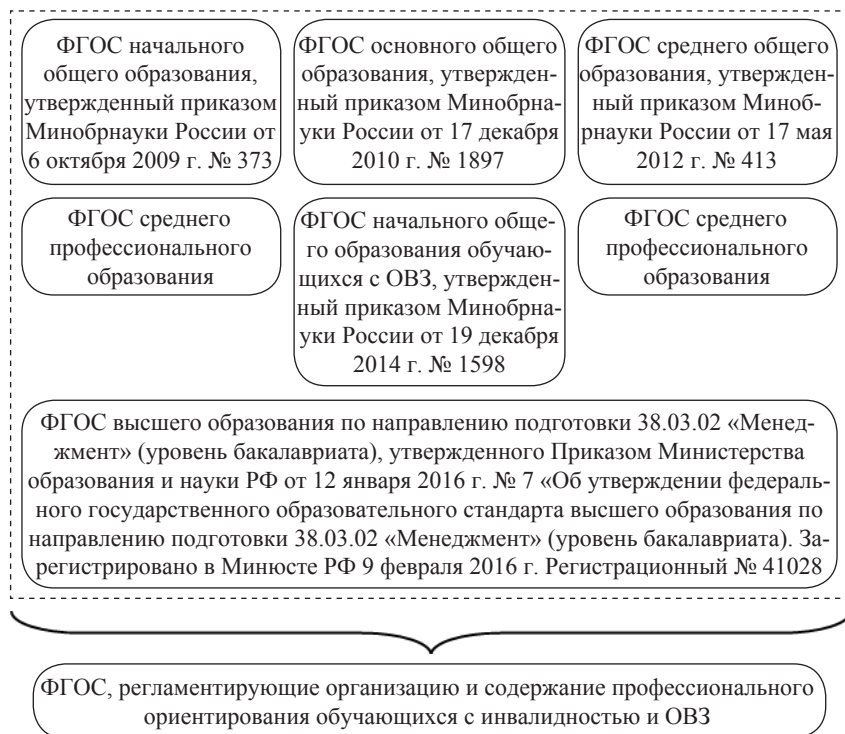 ФГОС начального
общего образования,
утвержденный приказом
Минобрнауки России от
6 октября 2009 г. № 373
ФГОС основного общего
образования, утвержден-
ный приказом Минобрна-
уки России от 17 декабря
2010 г. № 1897
ФГОС среднего общего
образования, утвержден-
ный приказом Миноб-
рнауки России от 17 мая
2012 г. № 413
ФГОС среднего
профессионального
образования
ФГОС начального обще-
го образования обучаю-
щихся с ОВЗ, утвержден-
ный приказом Минобрна-
уки России от 19 декабря
2014 г. № 1598
ФГОС среднего
профессионального
образования
ФГОС высшего образования по направлению подготовки 38.03.02 «Менед-
жмент» (уровень бакалавриата), утвержденного Приказом Министерства
образования и науки РФ от 12 января 2016 г. № 7 «Об утверждении федераль-
ного государственного образовательного стандарта высшего образования по
направлению подготовки 38.03.02 «Менеджмент» (уровень бакалавриата). За-
регистрировано в Минюсте РФ 9 февраля 2016 г. Регистрационный № 41028
ФГОС, регламентирующие организацию и содержание профессионального
ориентирования обучающихся с инвалидностью и ОВЗ